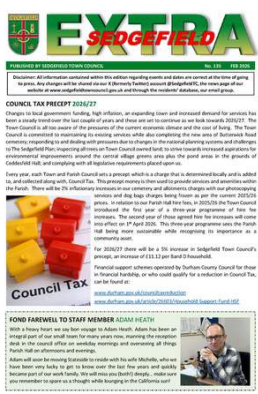 SEDGEFIELD
EXTRA
PUBLISHED BY SEDGEFIELD TOWN COUNCIL No. 135 FEB 2026
Disclaimer: All information contained within this edition regarding events and dates are correct at the time of going
to press. Any changes will be shared via our X (formerly Twitter) account @SedgefieldTC, the news page of our
website at www.sedgefieldtowncouncil.gov.uk and through the residents' database, our email group.
COUNCIL TAX PRECEPT 2026/27
Changes to local government funding, high inflation, an expanding town and increased demand for services has
been a steady trend over the last couple of years and these are set to continue as we look towards 2026/27. The
Town Council is all too aware of the pressures of the current economic climate and the cost of living. The Town
Council is committed to maintaining its existing services while also completing the new area of Butterwick Road
Cemetery; responding to and dealing with pressures due to changes in the national planning system and challenges
to The Sedgefield Plan; inspecting all trees on Town Council owned land; to strive towards increased aspirations for
environmental improvements around the central village greens area plus the pond areas in the grounds of
Ceddesfeld Hall; and complying with all legislative requirements placed upon us.
Every year, each Town and Parish Council sets a precept which is a charge that is determined locally and is added
to, and collected along with, Council Tax. This precept money is then used to provide services and amenities within
the Parish. There will be 2% inflationary increases in our cemetery and allotments charges with our photocopying
services and dog bags charges being frozen as per the current 2025/26
prices. In relation to our Parish Hall hire fees, in 2025/26 the Town Council
introduced the first year of a three-year programme of hire fee
increases. The second year of those agreed hire fee increases will come
into effect on 1st April 2026. This three-year programme sees the Parish
Hall being more sustainable while recognising its importance as a
community asset.
For 2026/27 there will be a 5% increase in Sedgefield Town Council's
precept, an increase of £11.12 per Band D household.
Financial support schemes operated by Durham County Council for those
in financial hardship, or who could qualify for a reduction in Council Tax,
can be found at:
www.durham.gov.uk/counciltaxreduction
www.durham.gov.uk/article/26603/Household-Support-Fund-HSF
Council Tax
FOND FAREWELL TO STAFF MEMBER ADAM HEATH
With a heavy heart we say bon voyage to Adam Heath. Adam has been an
integral part of our small team for many years now, manning the reception
desk in the council office on weekday mornings and overseeing all things
Parish Hall on afternoons and evenings.
Adam will soon be moving Stateside to reside with his wife Michelle, who we
have been very lucky to get to know over the last few years and quickly
became part of our work family. We will miss you (both!) deeply... make sure
you remember to spare us a thought while lounging in the California sun!